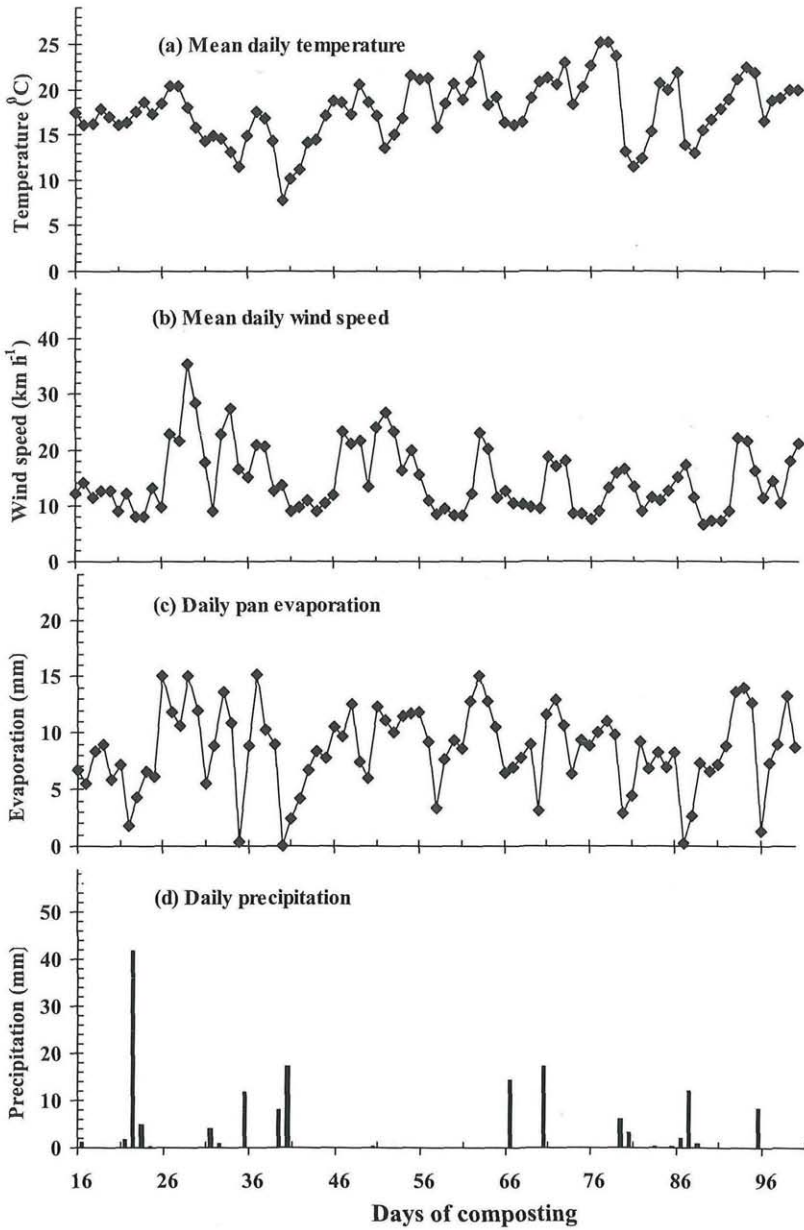 (a) Mean daily temperature
Temperature (⁰C)
25
20
15
10
5
0
(b) Mean daily wind speed
Wind speed (km h⁻¹)
40
30
20
10
0
(c) Daily pan evaporation
Evaporation (mm)
20
15
10
5
0
(d) Daily precipitation
Precipitation (mm)
50
40
30
20
10
0
16 26 36 46 56 66 76 86 96
Days of composting